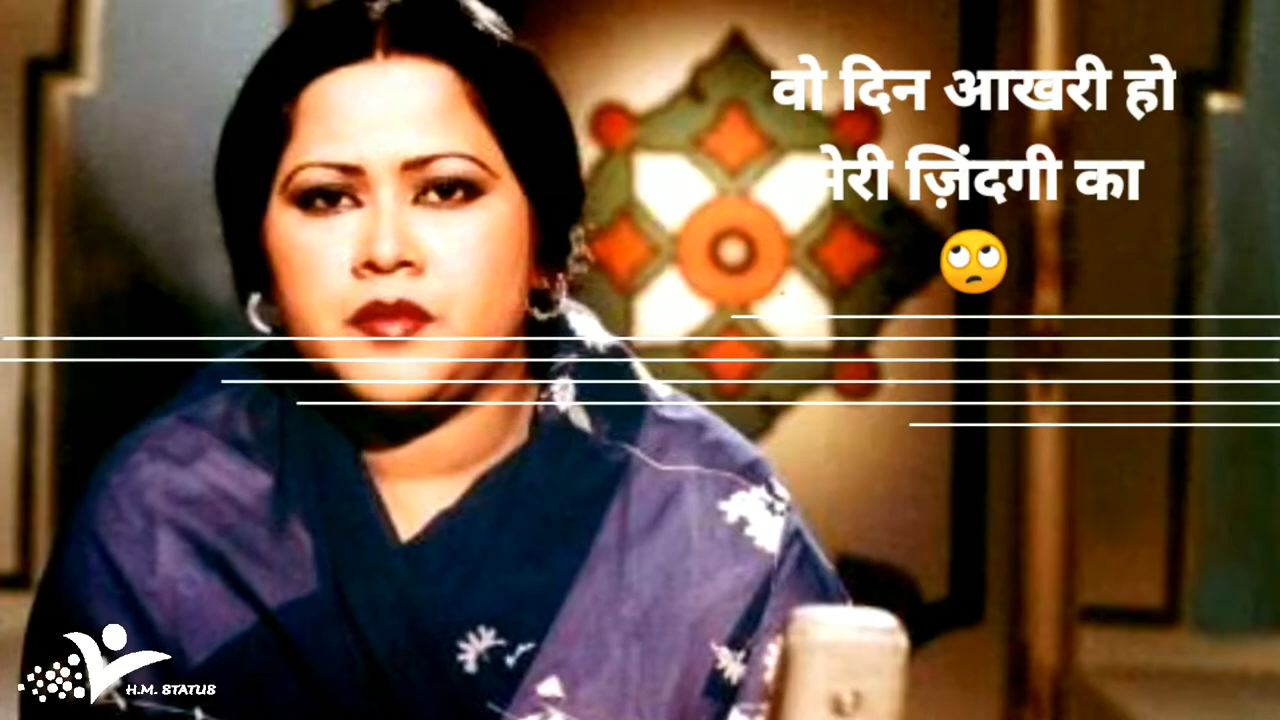 वो दिन आखरी हो
मेरी ज़िंदगी का
H.M. STATUS